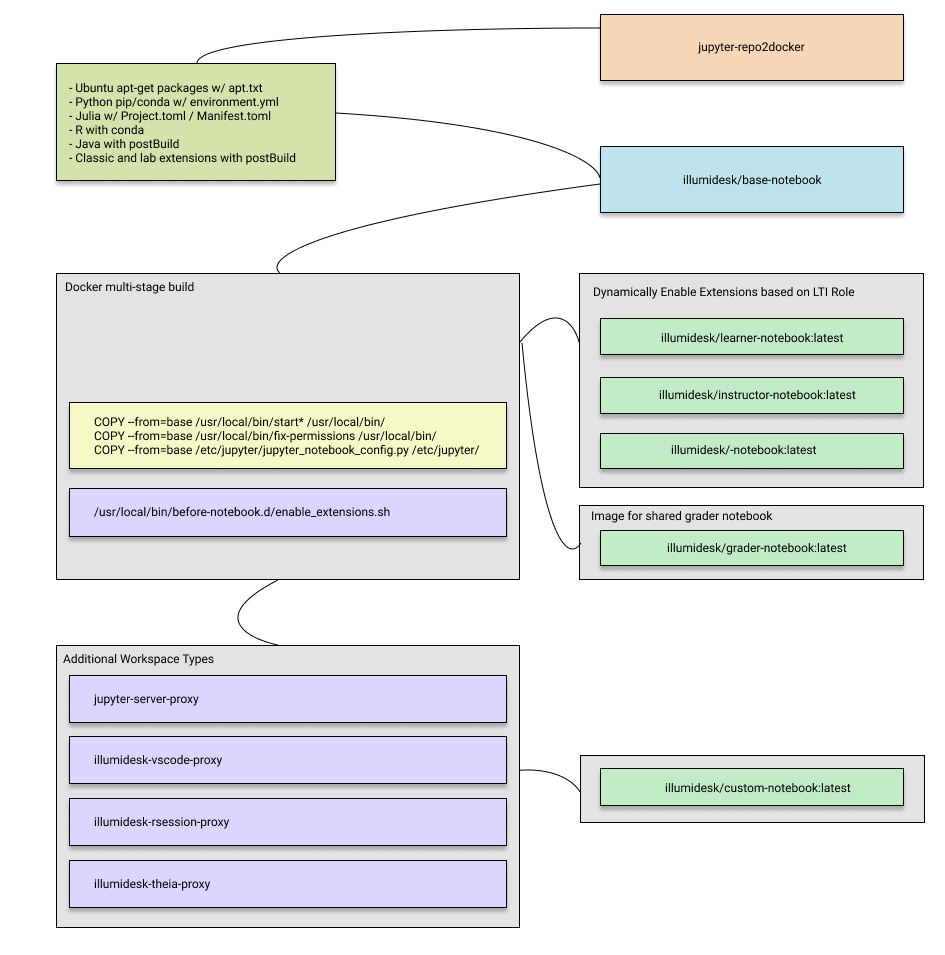 jupyter-repo2docker
- Ubuntu apt-get packages w/ apt.txt
- Python pip/conda w/ environment.yml
- Julia w/ Project.toml / Manifest.toml
- R with conda
- Java with postBuild
- Classic and lab extensions with postBuild
illumidesk/base-notebook
Docker multi-stage build
COPY --from=base /usr/local/bin/start* /usr/local/bin/
COPY --from=base /usr/local/bin/fix-permissions /usr/local/bin/
COPY --from=base /etc/jupyter/jupyter_notebook_config.py /etc/jupyter/
/usr/local/bin/before-notebook.d/enable_extensions.sh
Dynamically Enable Extensions based on LTI Role
illumidesk/learner-notebook:latest
illumidesk/instructor-notebook:latest
illumidesk/-notebook:latest
Image for shared grader notebook
illumidesk/grader-notebook:latest
Additional Workspace Types
jupyter-server-proxy
illumidesk-vscode-proxy
illumidesk-rsession-proxy
illumidesk-theia-proxy
illumidesk/custom-notebook:latest